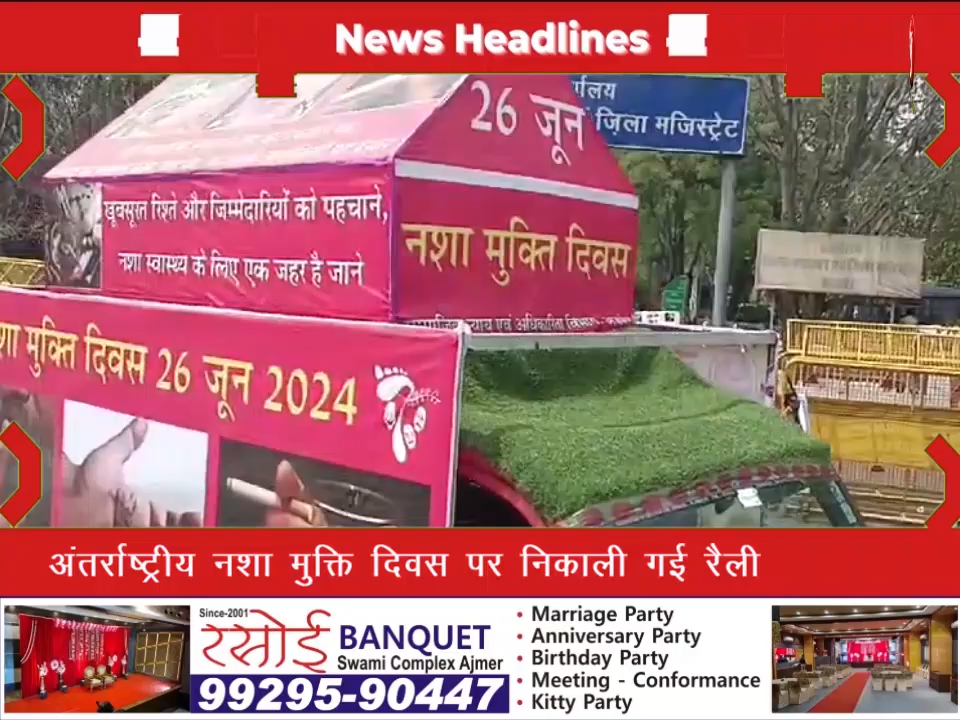 News Headlines
26 जून
जिला मजिस्ट्रेट
खूबसूरत रिश्ते और जिम्मेदारियों को पहचाने,
नशा स्वास्थ्य के लिए एक जहर है जाने
नशा मुक्ति दिवस
न्याय एवं अधिकारिता
मुक्ति दिवस 26 जून 2024
अंतर्राष्ट्रीय नशा मुक्ति दिवस पर निकाली गई रैली
Since-2001
रसोई BANQUET
Swami Complex Ajmer
99295-90447
• Marriage Party
• Anniversary Party
• Birthday Party
• Meeting - Conformance
• Kitty Party